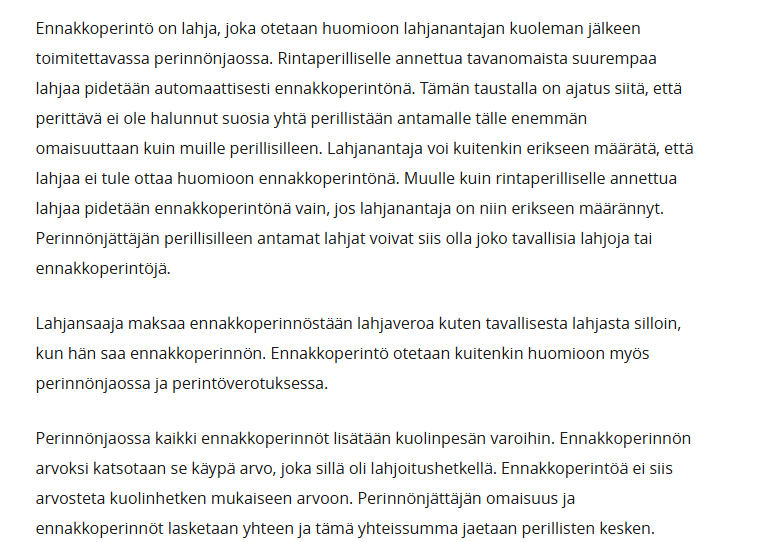 Ennakkoperintö on lahja, joka otetaan huomioon lahjanantajan kuoleman jälkeen
toimitettavassa perinnönjaossa. Rintaperilliselle annettua tavanomaista suurempaa
lahjaa pidetään automaattisesti ennakkoperintönä. Tämän taustalla on ajatus siitä, että
perittävä ei ole halunnut suosia yhtä perillistään antamalle tälle enemmän
omaisuuttaan kuin muille perillisilleen. Lahjanantaja voi kuitenkin erikseen määrätä, että
lahjaa ei tule ottaa huomioon ennakkoperintönä. Muulle kuin rintaperilliselle annettua
lahjaa pidetään ennakkoperintönä vain, jos lahjanantaja on niin erikseen määrännyt.
Perinnönjättäjän perillisilleen antamat lahjat voivat siis olla joko tavallisia lahjoja tai
ennakkoperintöjä.
Lahjansaaja maksaa ennakkoperinnöstään lahjaveroa kuten tavallisesta lahjasta silloin,
kun hän saa ennakkoperinnön. Ennakkoperintö otetaan kuitenkin huomioon myös
perinnönjaossa ja perintöverotuksessa.
Perinnönjaossa kaikki ennakkoperinnöt lisätään kuolinpesän varoihin. Ennakkoperinnön
arvoksi katsotaan se käypä arvo, joka sillä oli lahjoitushetkellä. Ennakkoperintöä ei siis
arvosteta kuolinhetken mukaiseen arvoon. Perinnönjättäjän omaisuus ja
ennakkoperinnöt lasketaan yhteen ja tämä yhteissumma jaetaan perillisten kesken.